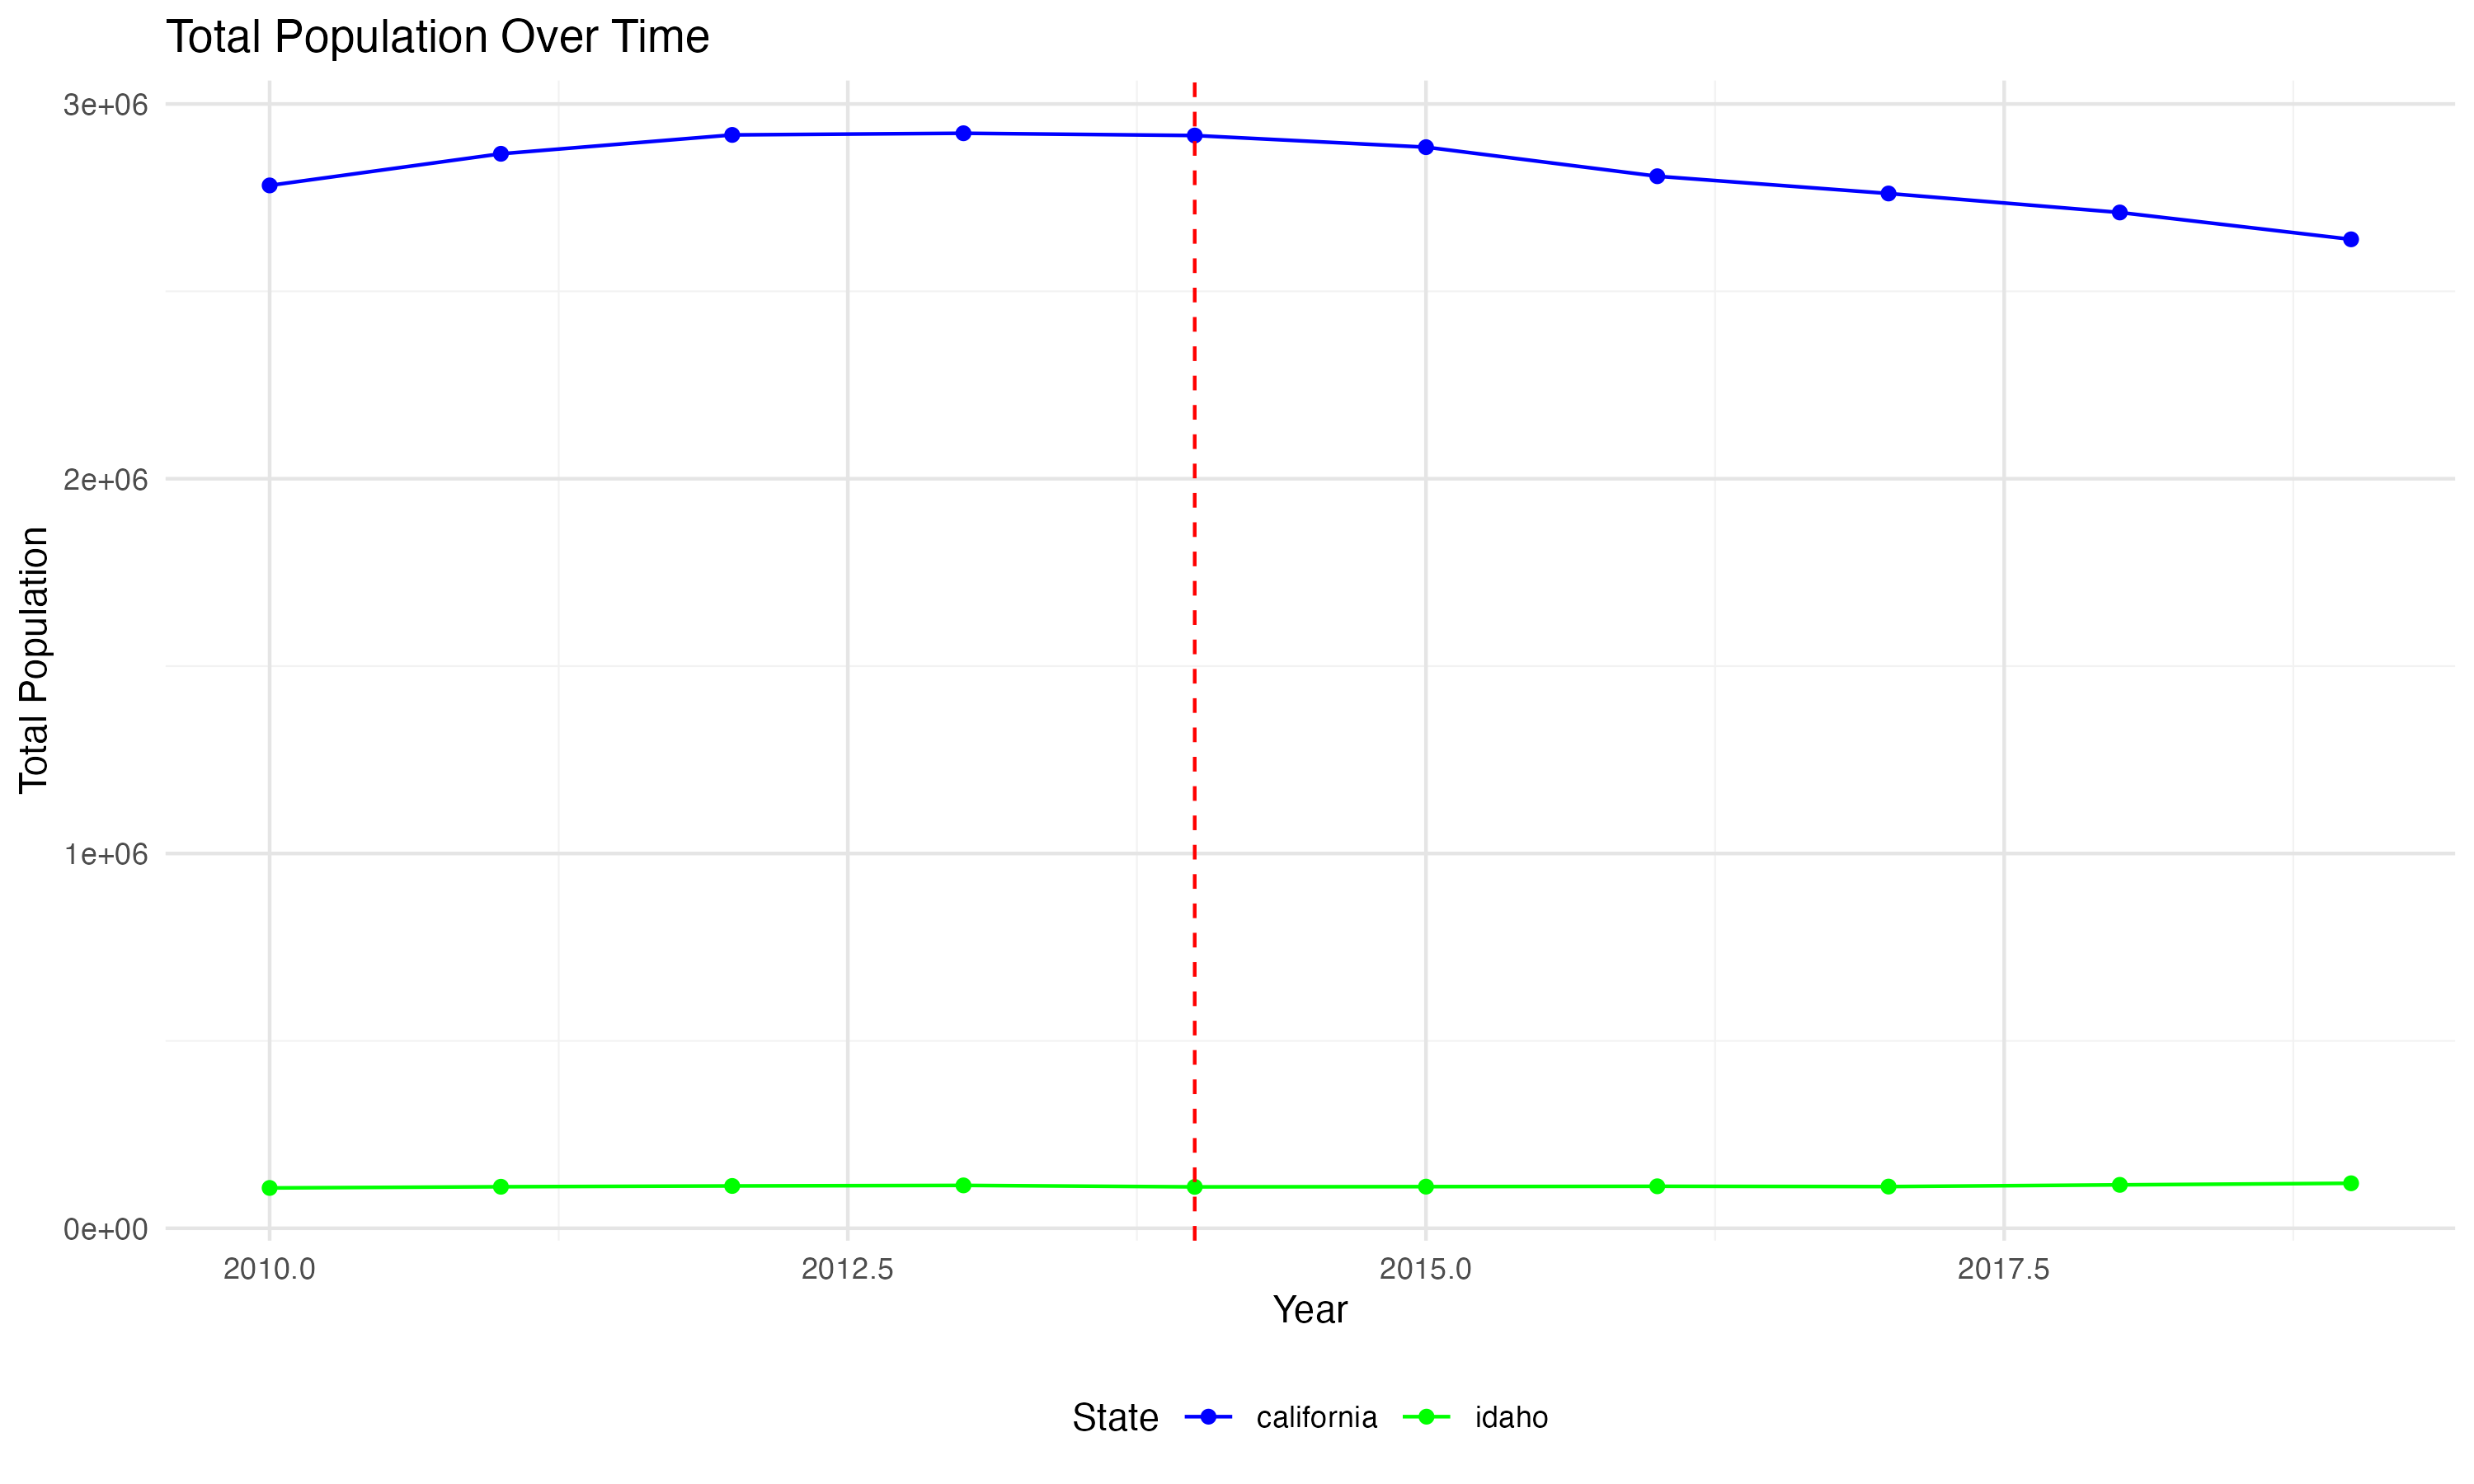 Total Population Over Time
Total Population
3e+06
2e+06
1e+06
0e+00
2010.0 2012.5 2015.0 2017.5
Year
State california idaho